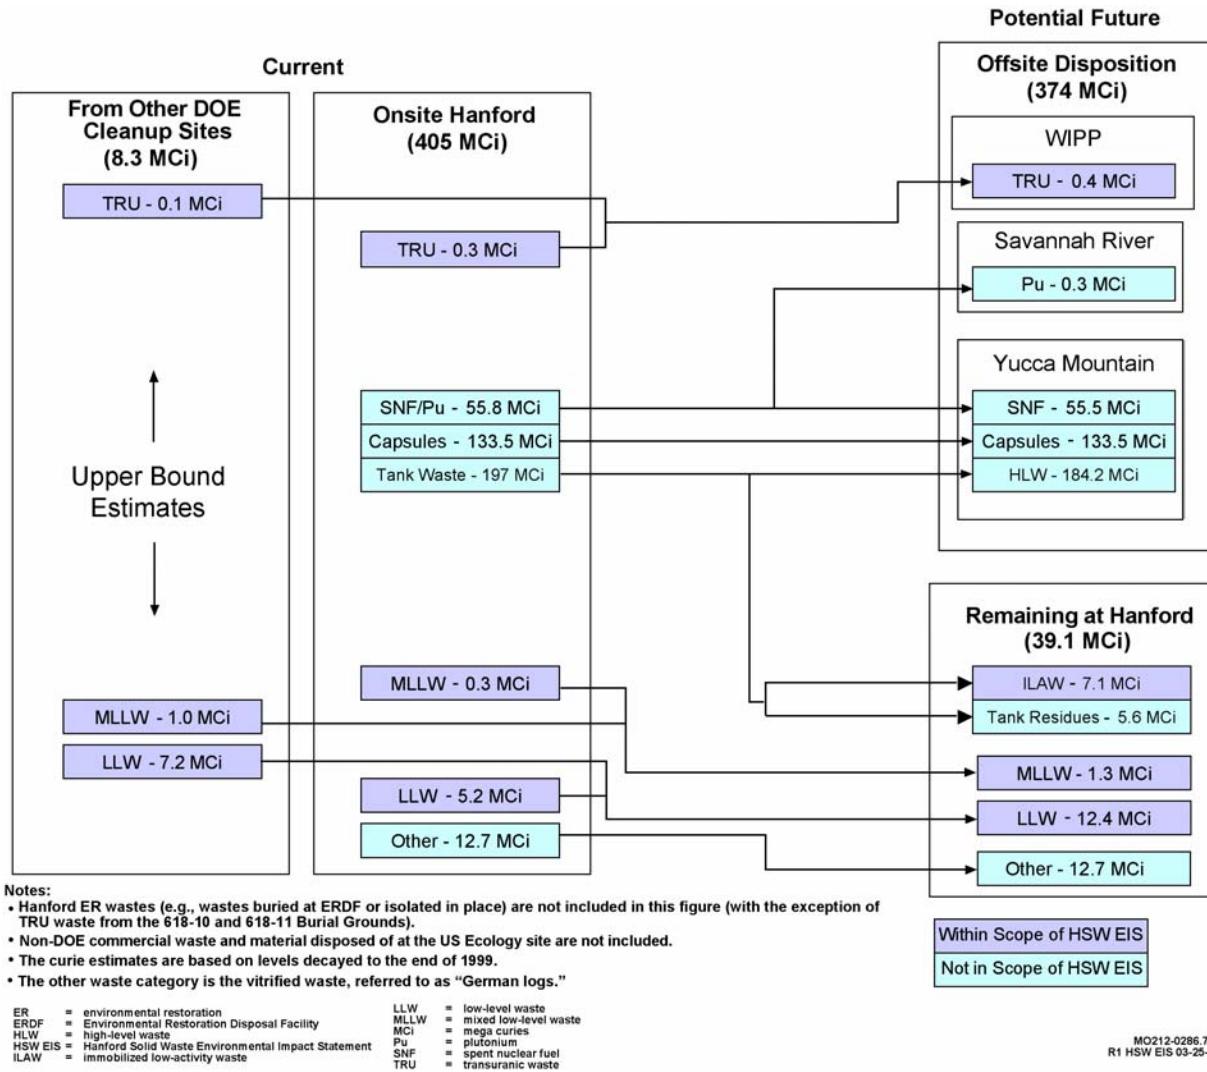 Potential Future
Current
From Other DOE
Cleanup Sites
(8.3 MCi)
TRU - 0.1 MCi
Upper Bound
Estimates
MLLW - 1.0 MCi
LLW - 7.2 MCi
Onsite Hanford
(405 MCi)
TRU - 0.3 MCi
SNF/Pu - 55.8 MCi
Capsules - 133.5 MCi
Tank Waste - 197 MCi
MLLW - 0.3 MCi
LLW - 5.2 MCi
Other - 12.7 MCi
Offsite Disposition
(374 MCi)
WIPP
TRU - 0.4 MCi
Savannah River
Pu - 0.3 MCi
Yucca Mountain
SNF - 55.5 MCi
Capsules - 133.5 MCi
HLW - 184.2 MCi
Remaining at Hanford
(39.1 MCi)
ILAW - 7.1 MCi
Tank Residues - 5.6 MCi
MLLW - 1.3 MCi
LLW - 12.4 MCi
Other - 12.7 MCi
Within Scope of HSW EIS
Not in Scope of HSW EIS
Notes:
• Hanford ER wastes (e.g., wastes buried at ERDF or isolated in place) are not included in this figure (with the exception of
TRU waste from the 618-10 and 618-11 Burial Grounds).
• Non-DOE commercial waste and material disposed of at the US Ecology site are not included.
• The curie estimates are based on levels decayed to the end of 1999.
• The other waste category is the vitrified waste, referred to as “German logs.”
ER = environmental restoration
ERDF = Environmental Restoration Disposal Facility
HLW = high-level waste
HSW EIS = Hanford Solid Waste Environmental Impact Statement
ILAW = immobilized low-activity waste
LLW = low-level waste
MLLW = mixed low-level waste
MCi = mega curies
Pu = plutonium
SNF = spent nuclear fuel
TRU = transuranic waste
MO212-0286.7
R1 HSW EIS 03-25-